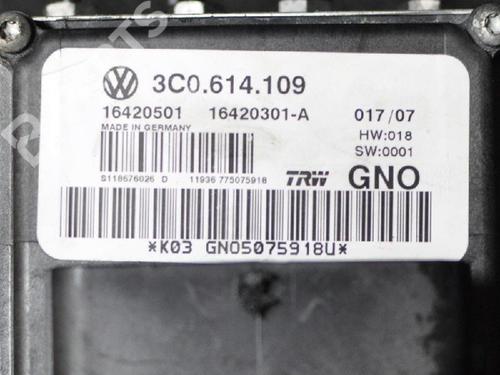 3C0.614.109
16420501 16420301-A 017/07
MADE IN GERMANY HW:018
SW:0001
S118676026 D 11936 775075918 TRW GNO
*K03 GNO5075918U*